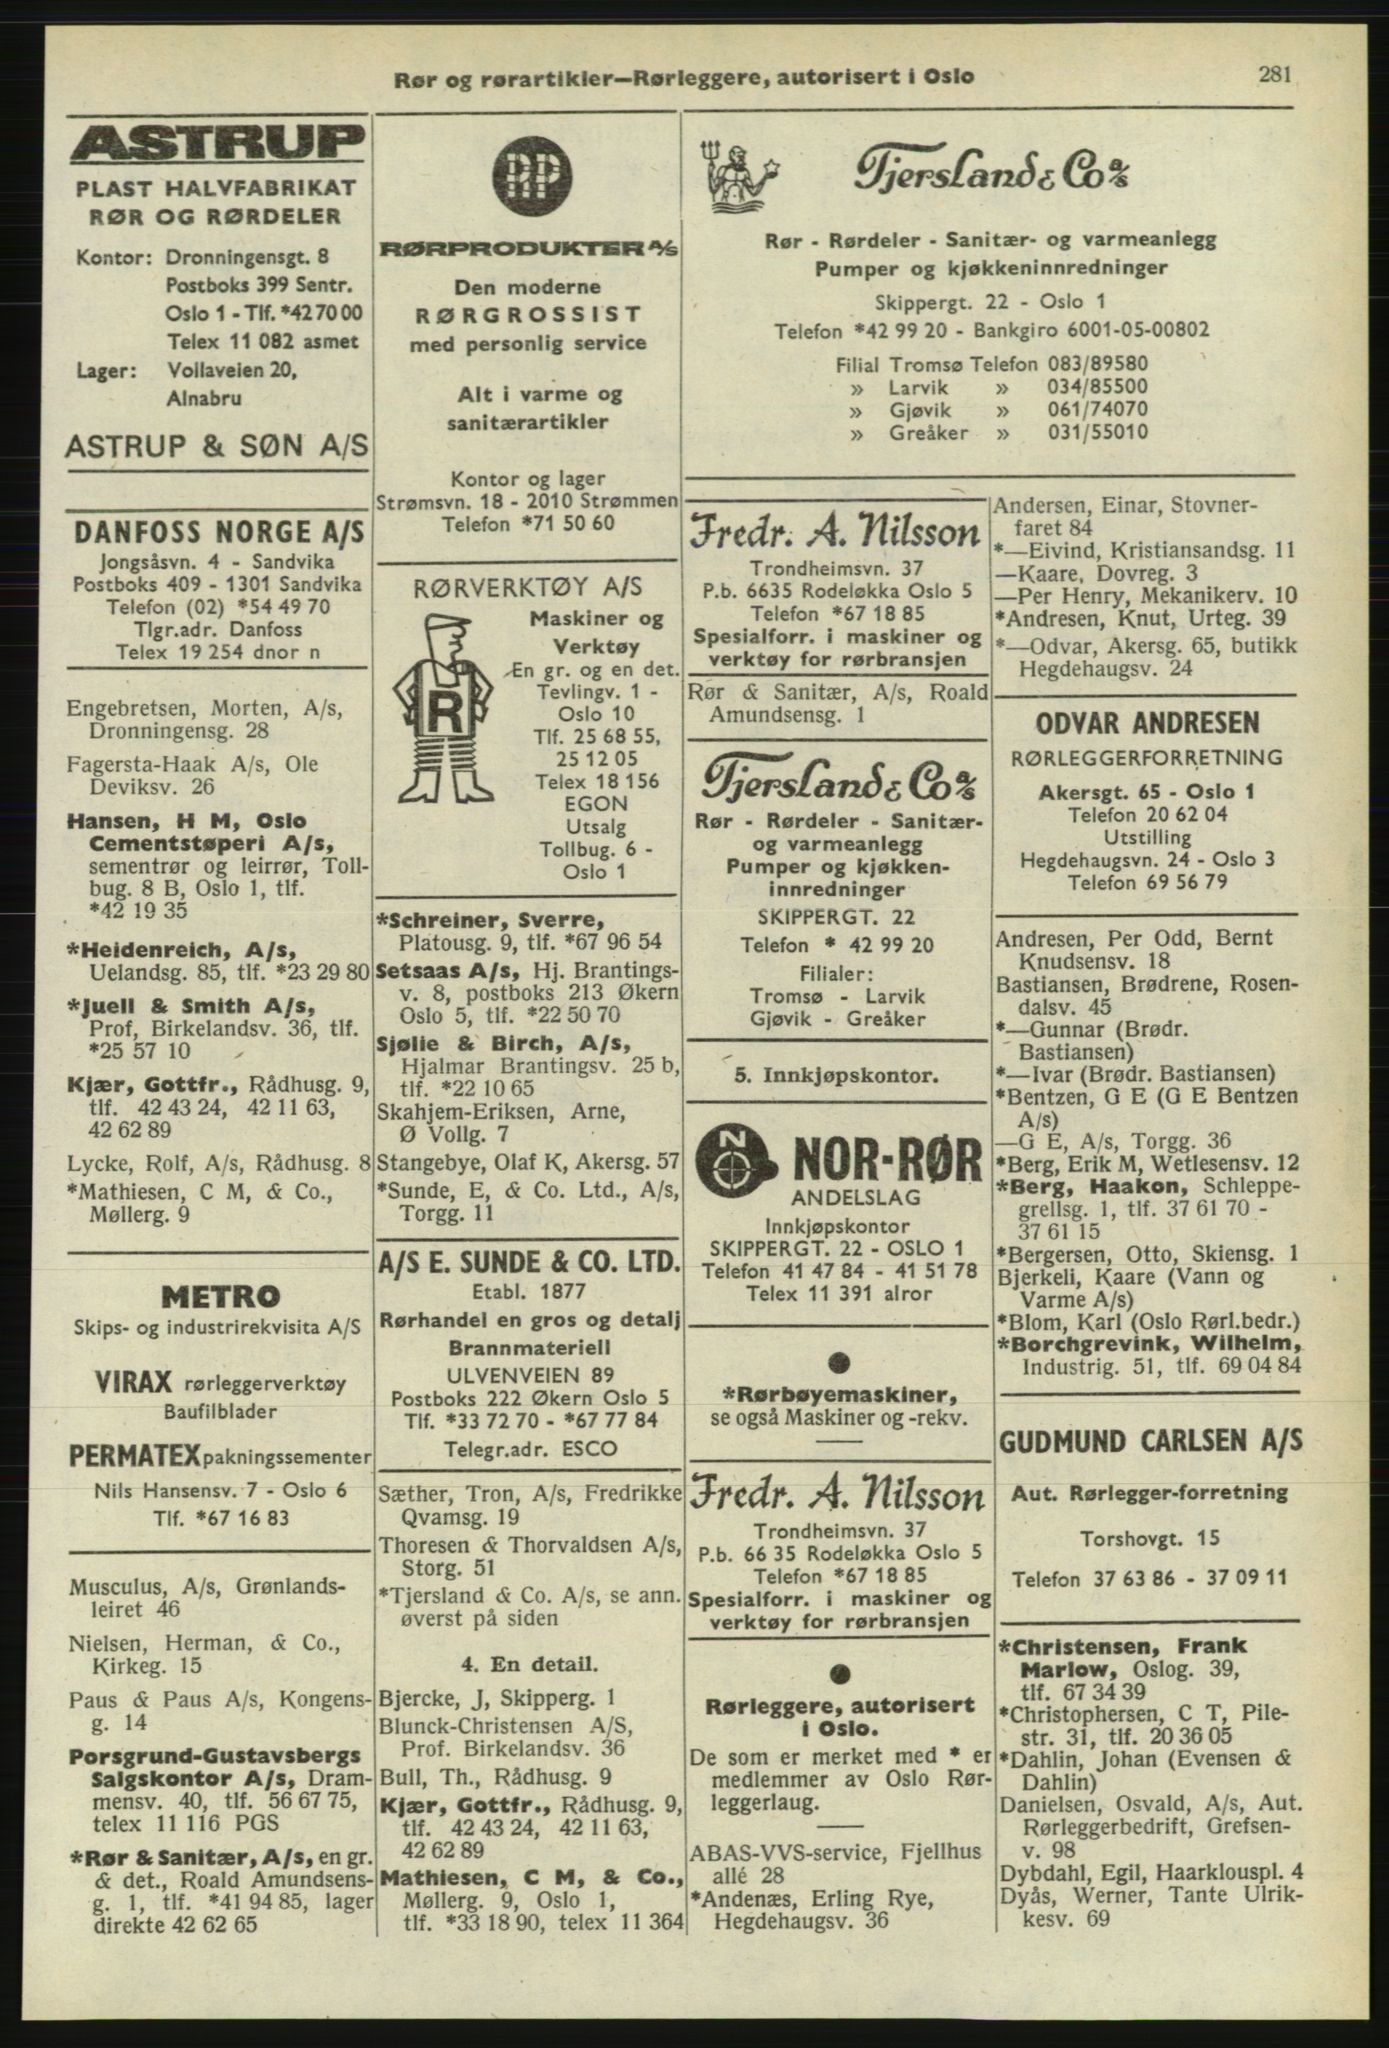 Rør og rørartikler—Rørleggere, autorisert i Oslo
281
ASTRUP
PLAST HALVFABRIKAT
RØR OG RØRDELER
Kontor: Dronningensgt. 8
Postboks 399 Sentr.
Oslo 1 - Tlf. *42 70 00
Telex 11 082 asmet
Lager: Vollaveien 20,
Alnabru
ASTRUP & SØN A/S
DANFOSS NORGE A/S
Jongsåsvn. 4 - Sandvika
Postboks 409 - 1301 Sandvika
Telefon (02) *54 49 70
Tlgr.adr. Danfoss
Telex 19 254 dnor n
Engebretsen, Morten, A/s,
Dronningensg. 28
Fagersta-Haak A/s, Ole
Deviksv. 26
Hansen, H M, Oslo
Cementstøperi A/s,
sementrør og leirrør, Toll-
bug. 8 B, Oslo 1, tlf.
*42 19 35
*Heidenreich, A/s,
Uelandsg. 85, tlf. *23 29 80
*Juell & Smith A/s,
Prof, Birkelandsv. 36, tlf.
*25 57 10
Kjær, Gottfr., Rådhusg. 9,
tlf. 42 43 24, 42 11 63,
42 62 89
Lycke, Rolf, A/s, Rådhusg. 8
*Mathiesen, C M, & Co.,
Møllerg. 9
METRO
Skips- og industrirekvisita A/S
VIRAX rørleggerverktøy
Baufilblader
PERMATEX pakningssementer
Nils Hansensv. 7 - Oslo 6
Tlf. *67 16 83
Musculus, A/s, Grønlands-
leiret 46
Nielsen, Herman, & Co.,
Kirkeg. 15
Paus & Paus A/s, Kongens-
g. 14
Porsgrund-Gustavsbergs
Salgskontor A/s, Dram-
mensv. 40, tlf. 56 67 75,
telex 11 116 PGS
*Rør & Sanitær, A/s, en gr.
& det., Roald Amundsens-
g. 1, tlf. *41 94 85, lager
direkte 42 62 65
RØRPRODUKTER A/S
Den moderne
RØRGROSSIST
med personlig service
Alt i varme og
sanitærartikler
Kontor og lager
Strømsvn. 18 - 2010 Strømmen
Telefon *71 50 60
RØRVERKTØY A/S
R
Maskiner og
Verktøy
En gr. og en det.
Tevlingv. 1 -
Oslo 10
Tlf. 25 68 55,
25 12 05
Telex 18 156
EGON
Utsalg
Tollbug. 6 -
Oslo 1
*Schreiner, Sverre,
Platousg. 9, tlf. *67 96 54
Setsaas A/s, Hj. Brantings-
v. 8, postboks 213 Økern
Oslo 5, tlf. *22 50 70
Sjølie & Birch, A/s,
Hjalmar Brantingsv. 25 b,
tlf. *22 10 65
Skahjem-Eriksen, Arne,
Ø Vollg. 7
Stangebye, Olaf K, Akersg. 57
*Sunde, E, & Co. Ltd., A/s,
Torgg. 11
A/S E. SUNDE & CO. LTD.
Etabl. 1877
Rørhandel en gros og detalj
Brannmateriell
ULVENVEIEN 89
Postboks 222 Økern Oslo 5
Tlf. *33 72 70 - *67 77 84
Telegr.adr. ESCO
Sæther, Tron, A/s, Fredrikke
Qvamsg. 19
Thoresen & Thorvaldsen A/s,
Storg. 51
*Tjersland & Co. A/s, se ann.
øverst på siden
4. En detail.
Bjercke, J, Skipperg. 1
Blunck-Christensen A/S,
Prof. Birkelandsv. 36
Bull, Th., Rådhusg. 9
Kjær, Gottfr., Rådhusg. 9,
tlf. 42 43 24, 42 11 63,
42 62 89
Mathiesen, C M, & Co.,
Møllerg. 9, Oslo 1,
tlf. *33 18 90, telex 11 364
Tjersland & Co a/s
Rør - Rørdeler - Sanitær- og varmeanlegg
Pumper og kjøkkeninnredninger
Skippergt. 22 - Oslo 1
Telefon *42 99 20 - Bankgiro 6001-05-00802
Filial Tromsø Telefon 083/89580
» Larvik » 034/85500
» Gjøvik » 061/74070
» Greåker » 031/55010
Fredr. A. Nilsson
Trondheimsvn. 37
P.b. 6635 Rodeløkka Oslo 5
Telefon *67 18 85
Spesialforr. i maskiner og
verktøy for rørbransjen
Rør & Sanitær, A/s, Roald
Amundsensg. 1
Tjersland & Co a/s
Rør - Rørdeler - Sanitær-
og varmeanlegg
Pumper og kjøkken-
innredninger
SKIPPERGT. 22
Telefon * 42 99 20
Filialer:
Tromsø - Larvik
Gjøvik - Greåker
5. Innkjøpskontor.
N
NOR-RØR
ANDELSLAG
Innkjøpskontor
SKIPPERGT. 22 - OSLO 1
Telefon 41 47 84 - 41 51 78
Telex 11 391 alror
*Rørbøyemaskiner,
se også Maskiner og -rekv.
Fredr. A. Nilsson
Trondheimsvn. 37
P.b. 66 35 Rodeløkka Oslo 5
Telefon *67 18 85
Spesialforr. i maskiner og
verktøy for rørbransjen
Rørleggere, autorisert
i Oslo.
De som er merket med * er
medlemmer av Oslo Rør-
leggerlaug.
ABAS-VVS-service, Fjellhus
allé 28
*Andenæs, Erling Rye,
Hegdehaugsv. 36
Andersen, Einar, Stovner-
faret 84
*—Eivind, Kristiansandsg. 11
—Kaare, Dovreg. 3
—Per Henry, Mekanikerv. 10
*Andresen, Knut, Urteg. 39
*—Odvar, Akersg. 65, butikk
Hegdehaugsv. 24
ODVAR ANDRESEN
RØRLEGGERFORRETNING
Akersgt. 65 - Oslo 1
Telefon 20 62 04
Utstilling
Hegdehaugsvn. 24 - Oslo 3
Telefon 69 56 79
Andresen, Per Odd, Bernt
Knudsensv. 18
Bastiansen, Brødrene, Rosen-
dalsv. 45
*—Gunnar (Brødr.
Bastiansen)
*—Ivar (Brødr. Bastiansen)
*Bentzen, G E (G E Bentzen
A/s)
—G E, A/s, Torgg. 36
*Berg, Erik M, Wetlesensv. 12
*Berg, Haakon, Schleppe-
grellsg. 1, tlf. 37 61 70 -
37 61 15
*Bergersen, Otto, Skiensg. 1
Bjerkeli, Kaare (Vann og
Varme A/s)
*Blom, Karl (Oslo Rørl.bedr.)
*Borchgrevink, Wilhelm,
Industrig. 51, tlf. 69 04 84
GUDMUND CARLSEN A/S
Aut. Rørlegger-forretning
Torshovgt. 15
Telefon 37 63 86 - 37 09 11
*Christensen, Frank
Marlow, Oslog. 39,
tlf. 67 34 39
*Christophersen, C T, Pile-
str. 31, tlf. 20 36 05
*Dahlin, Johan (Evensen &
Dahlin)
Danielsen, Osvald, A/s, Aut.
Rørleggerbedrift, Grefsen-
v. 98
Dybdahl, Egil, Haarklouspl. 4
Dyås, Werner, Tante Ulrik-
kesv. 69